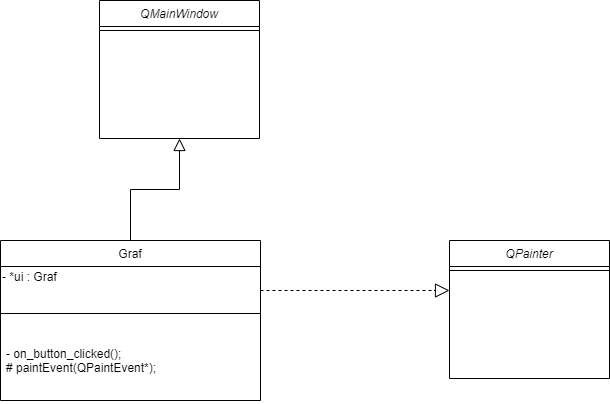 QMainWindow
Graf
QPainter
- *ui : Graf
- on_button_clicked();
# paintEvent(QPaintEvent*);